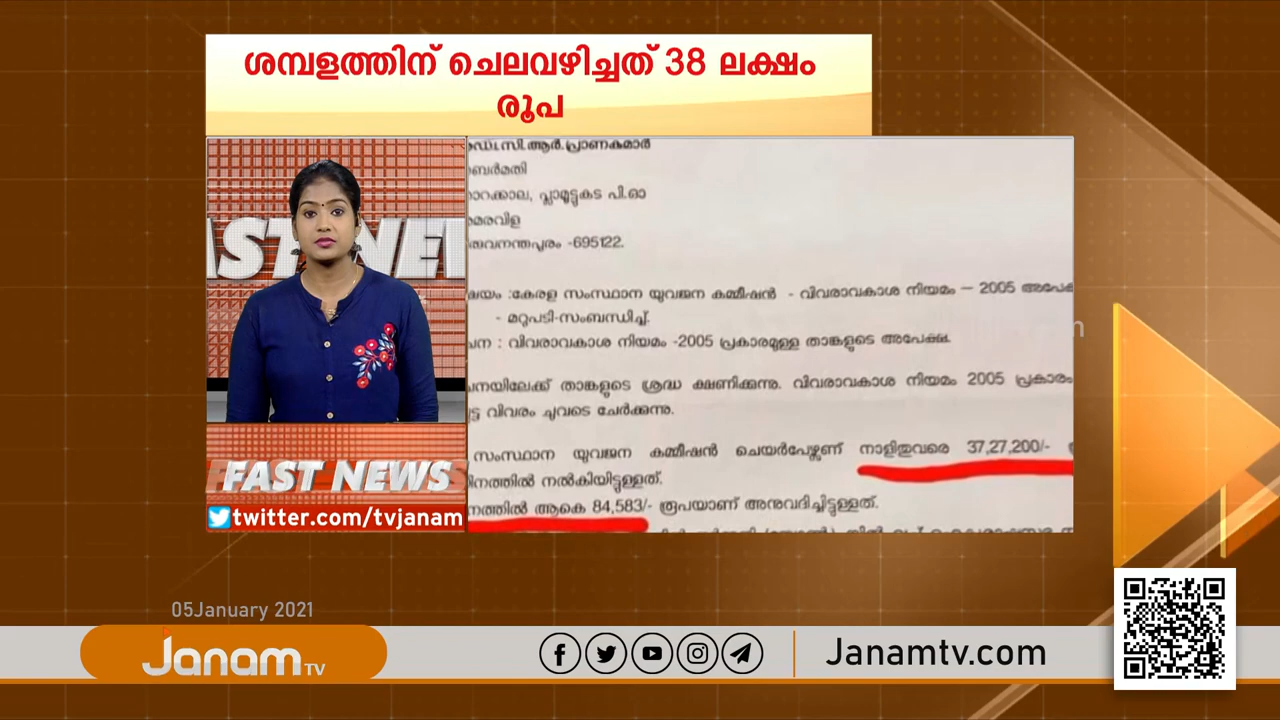 ശമ്പളത്തിന് ചെലവഴിച്ചത് 38 ലക്ഷം
രൂപ
സി.ആർ.പ്രാണകുമാർ
ബർമതി
പ്ലാമൂട്ടുകട പി.ഓ
-695122.
:കേരള സംസ്ഥാന യുവജന കമ്മീഷൻ - വിവരാവകാശ നിയമം – 2005
- മറുപടി-സംബന്ധിച്ച്.
: വിവരാവകാശ നിയമം -2005 പ്രകാരമുള്ള താങ്കളുടെ അപേക്ഷ.
താങ്കളുടെ ശ്രദ്ധ ക്ഷണിക്കുന്നു. വിവരാവകാശ നിയമം 2005 പ്രകാരം
വിവരം ചുവടെ ചേർക്കുന്നു.
സംസ്ഥാന യുവജന കമ്മീഷൻ ചെയർപേഴ്സണ് നാളിതുവരെ 37,27,200/-
നൽകിയിട്ടുള്ളത്.
ആകെ 84,583/- രൂപയാണ് അനുവദിച്ചിട്ടുള്ളത്.
FAST NEWS
twitter.com/tvjanam
05January 2021
Janam TV
Janamtv.com